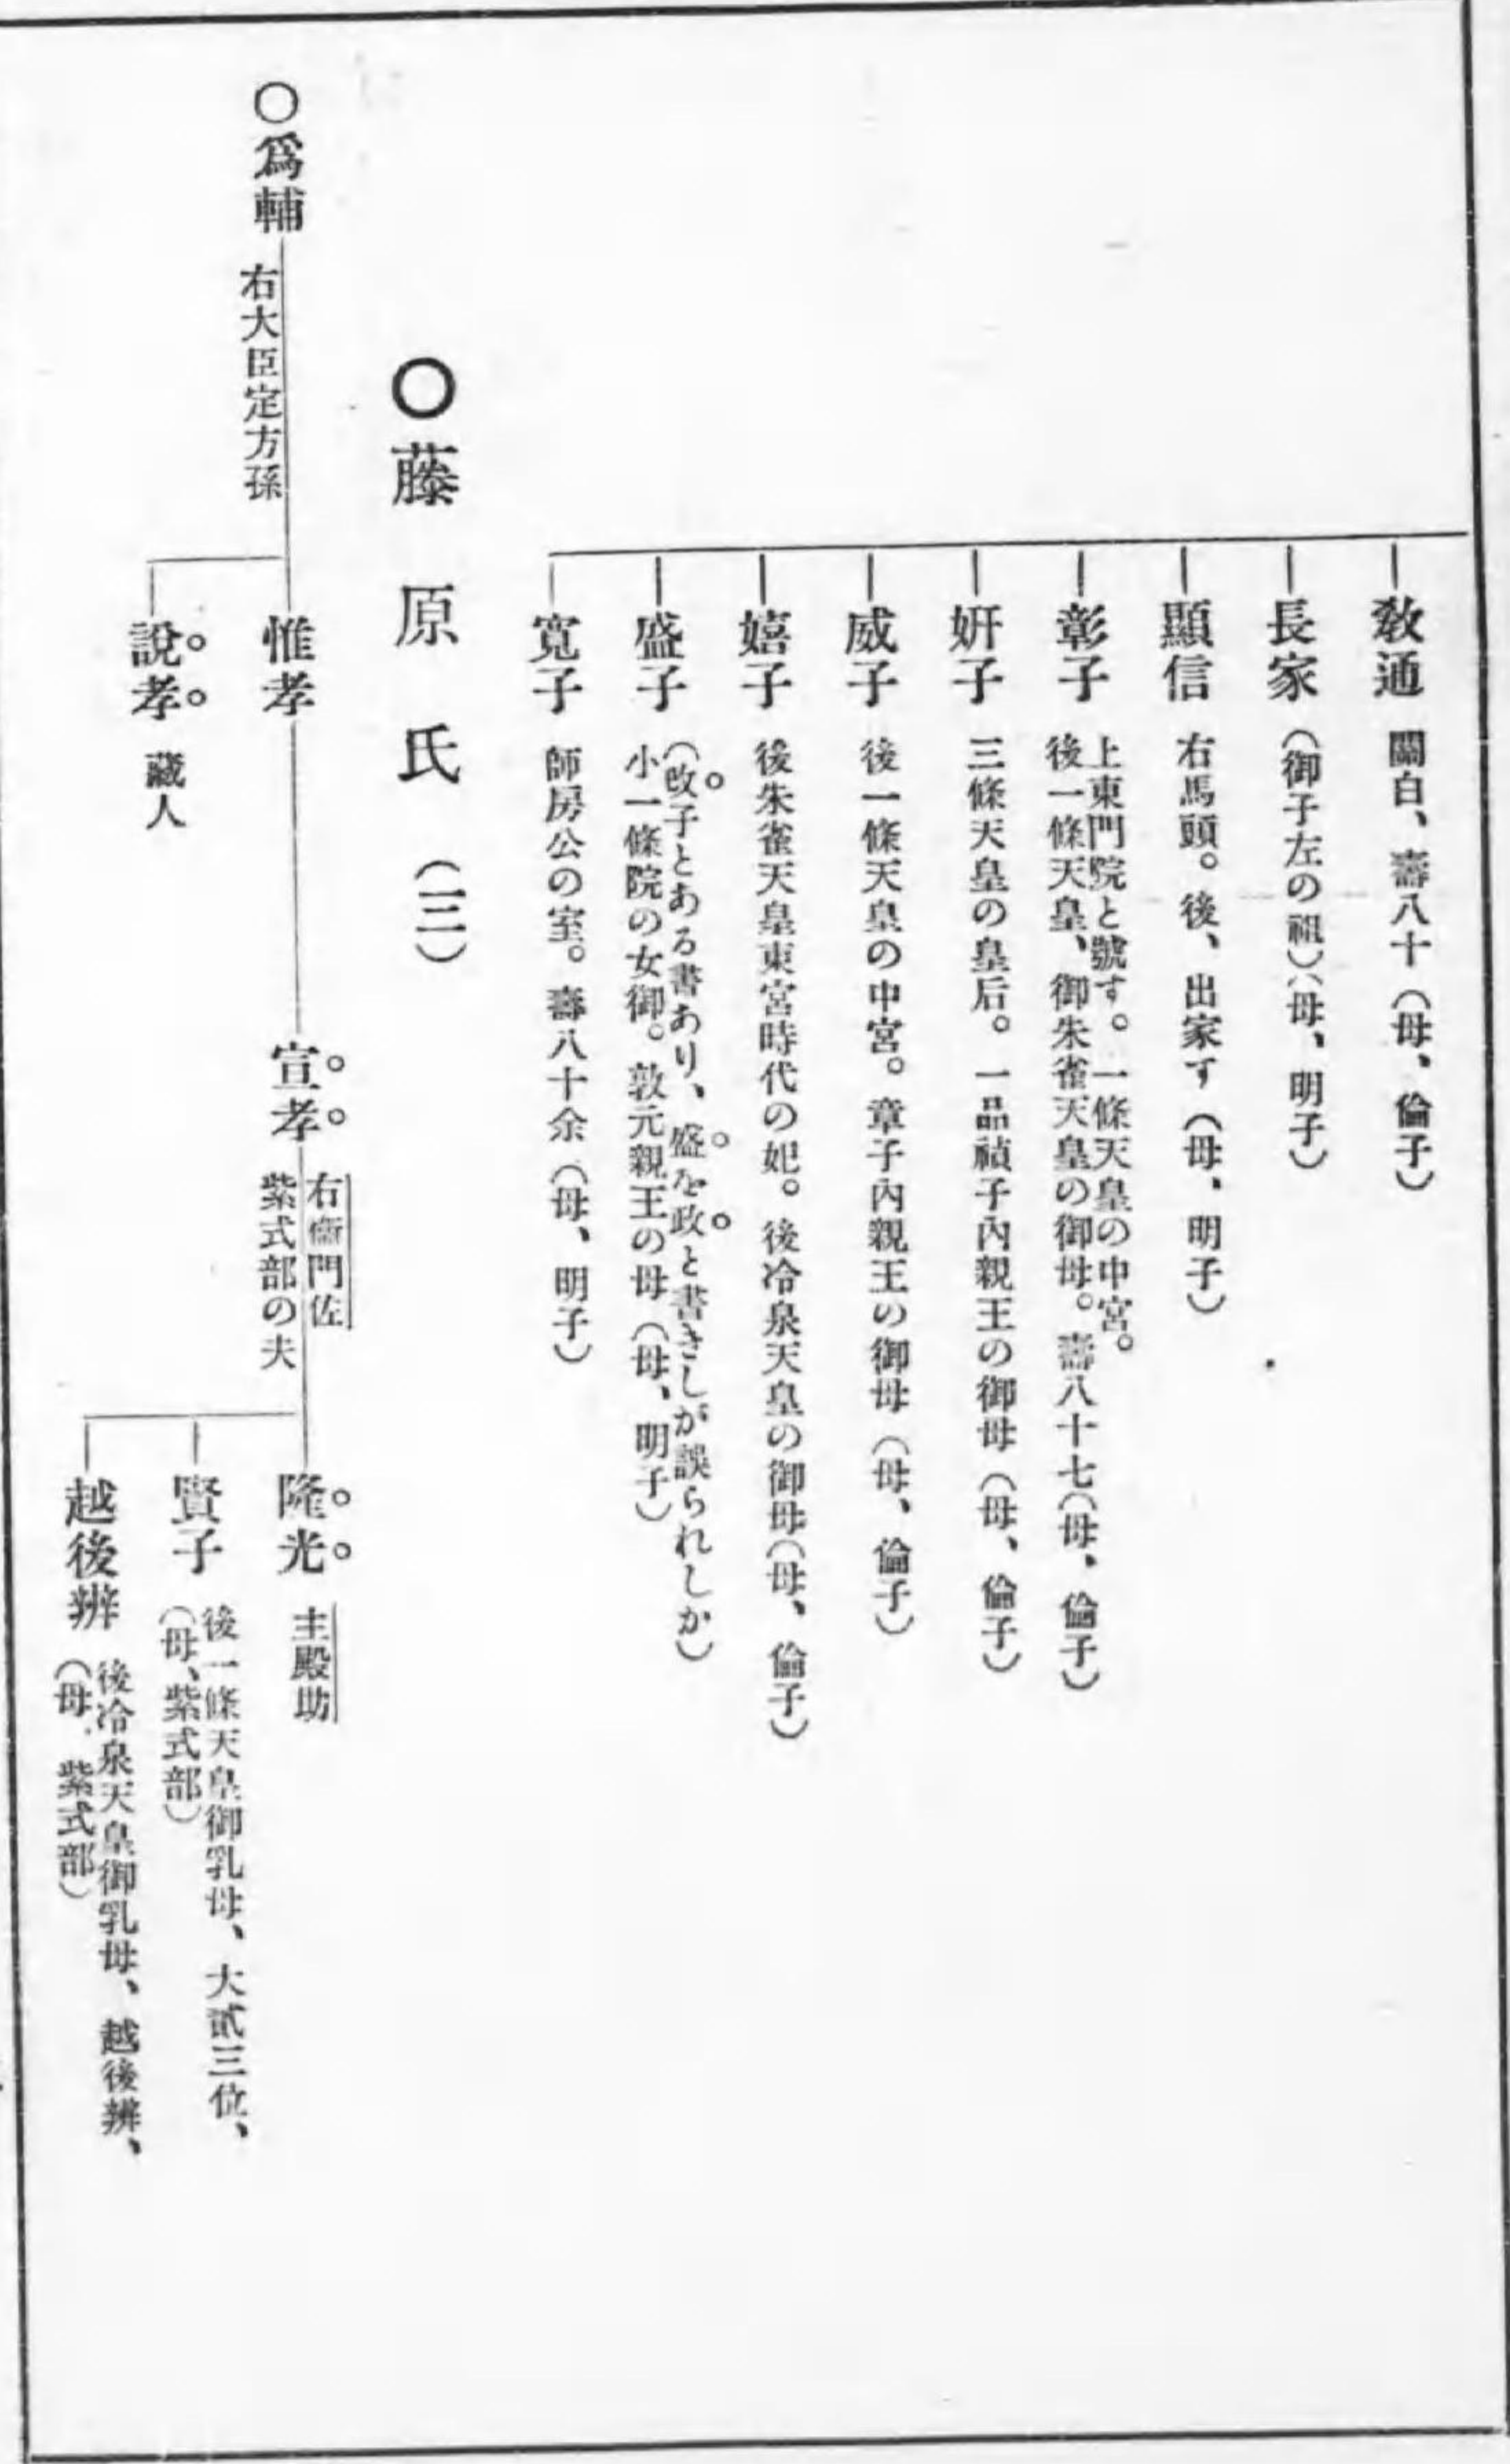 敎通 關白、壽八十(母、倫子)
長家 (御子左の祖)(母、明子)
顯信 右馬頭。後、出家す(母、明子)
彰子 上東門院と號す。一條天皇の中宮。
後一條天皇、御朱雀天皇の御母。壽八十七(母、倫子)
姸子 三條天皇の皇后。一品禎子內親王の御母(母、倫子)
威子 後一條天皇の中宮。章子內親王の御母(母、倫子)
嬉子 後朱雀天皇東宮時代の妃。後冷泉天皇の御母(母、倫子)
盛子 (改子とある書あり、盛を政と書きしが誤られしか)
小一條院の女御。敦元親王の母(母、明子)
寬子 師房公の室。壽八十余(母、明子)
○藤原氏(三)
○爲輔 右大臣定方孫
惟孝
宣孝 右衞門佐
紫式部の夫
隆光 主殿助
賢子 後一條天皇御乳母、大貳三位、
(母、紫式部)
越後辨 後冷泉天皇御乳母、越後辨、
(母、紫式部)
說孝 藏人